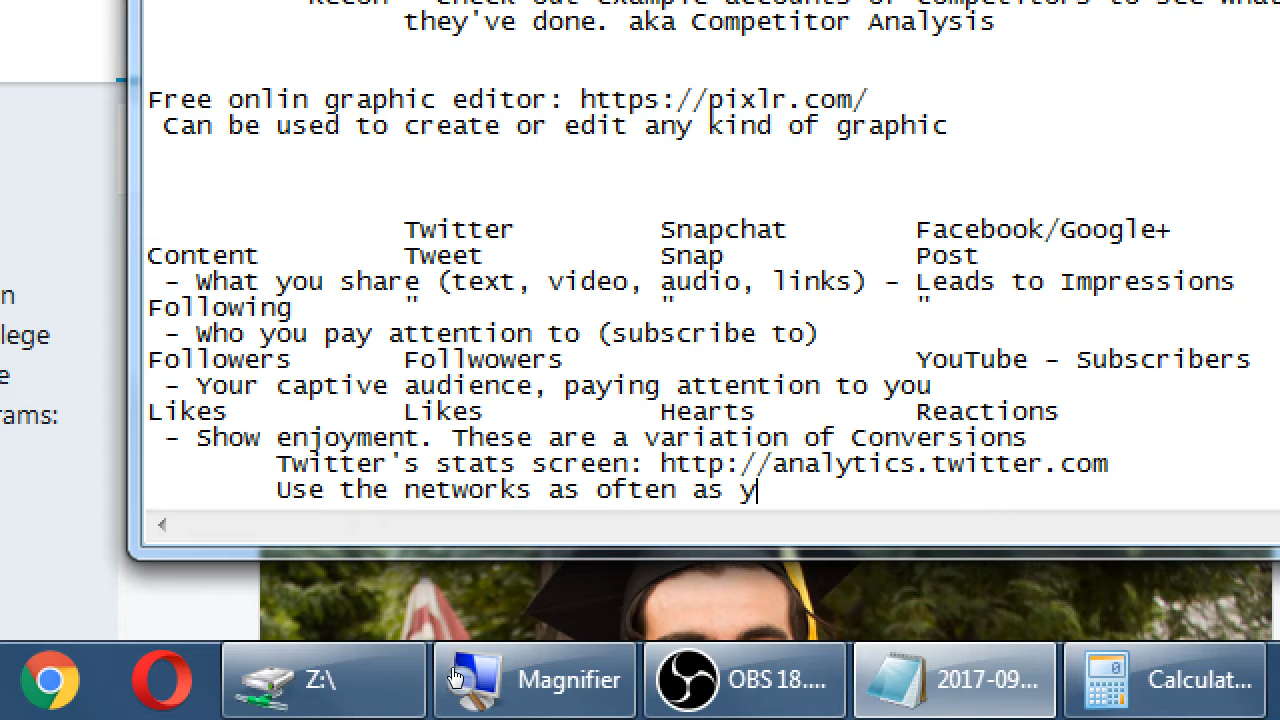 they've done. aka Competitor Analysis
Free onlin graphic editor: https://pixlr.com/
Can be used to create or edit any kind of graphic
Twitter Snapchat Facebook/Google+
Content Tweet Snap Post
- What you share (text, video, audio, links) - Leads to Impressions
Following " " "
- Who you pay attention to (subscribe to)
Followers Follwowers YouTube - Subscribers
- Your captive audience, paying attention to you
Likes Likes Hearts Reactions
- Show enjoyment. These are a variation of Conversions
Twitter's stats screen: http://analytics.twitter.com
Use the networks as often as y
n
lege
e
rams:
Z:\ Magnifier OBS 18.... 2017-09... Calculat...